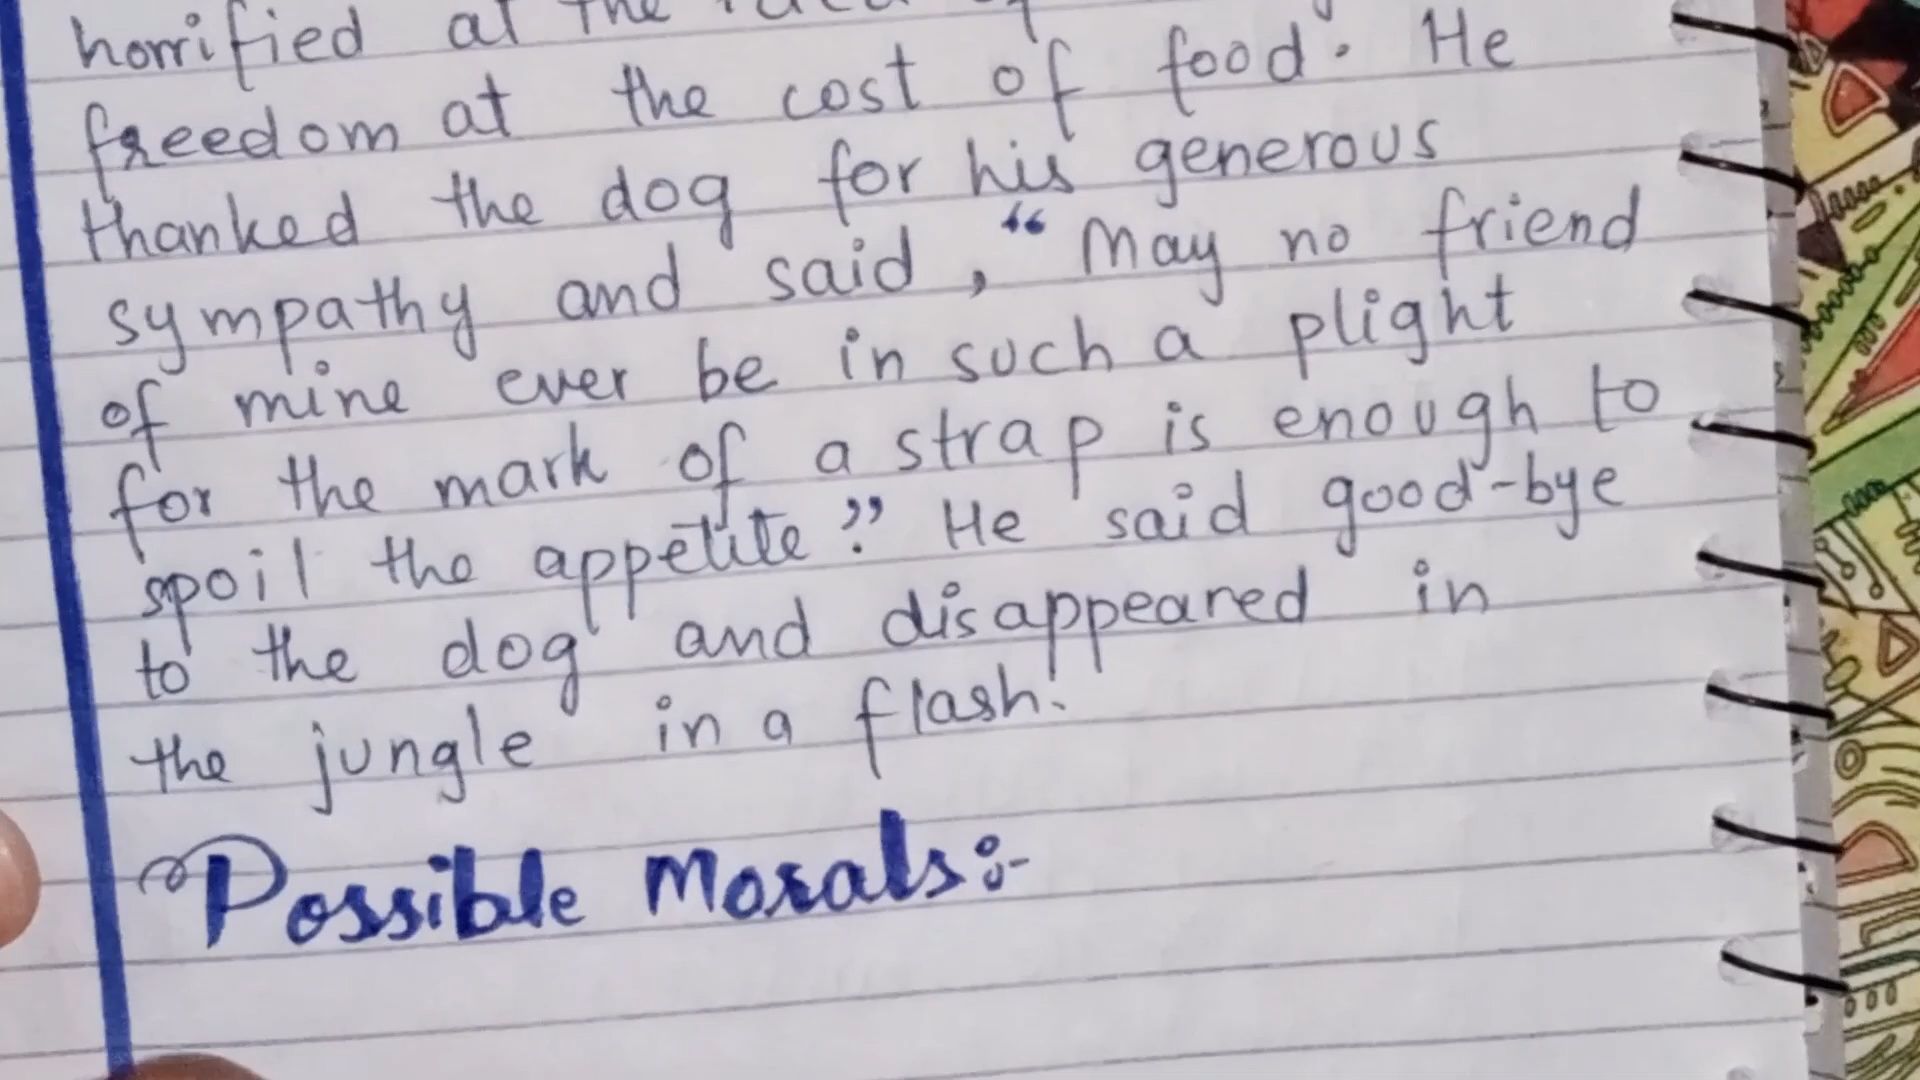 horrified at the idea of
freedom at the cost of food. He
thanked the dog for his generous
sympathy and said, “May no friend
of mine ever be in such a plight
for the mark of a strap is enough to
spoil the appetite." He said good-bye
to the dog and disappeared in
the jungle in a flash.
Possible Morals:-